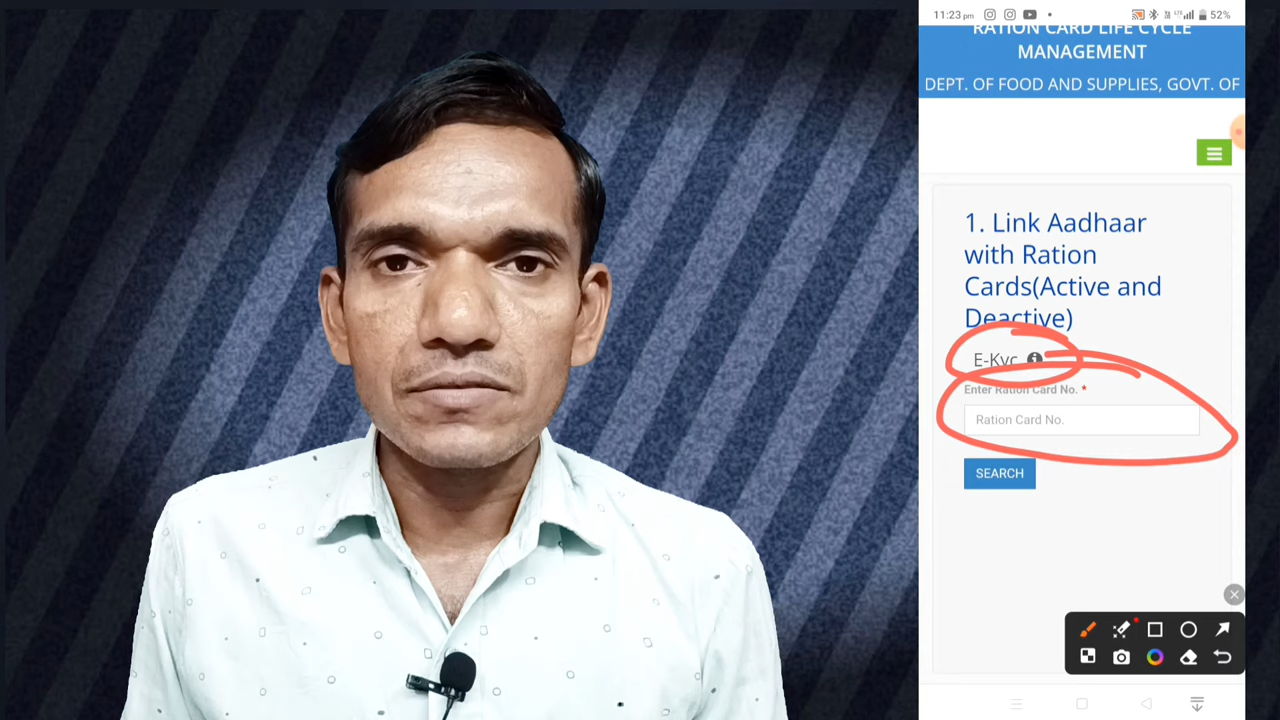 11:23 pm
52%
RATION CARD LIFE CYCLE
MANAGEMENT
DEPT. OF FOOD AND SUPPLIES, GOVT. OF
1. Link Aadhaar
with Ration
Cards(Active and
Deactive)
E-Kyc
Enter Ration Card No. *
Ration Card No.
SEARCH